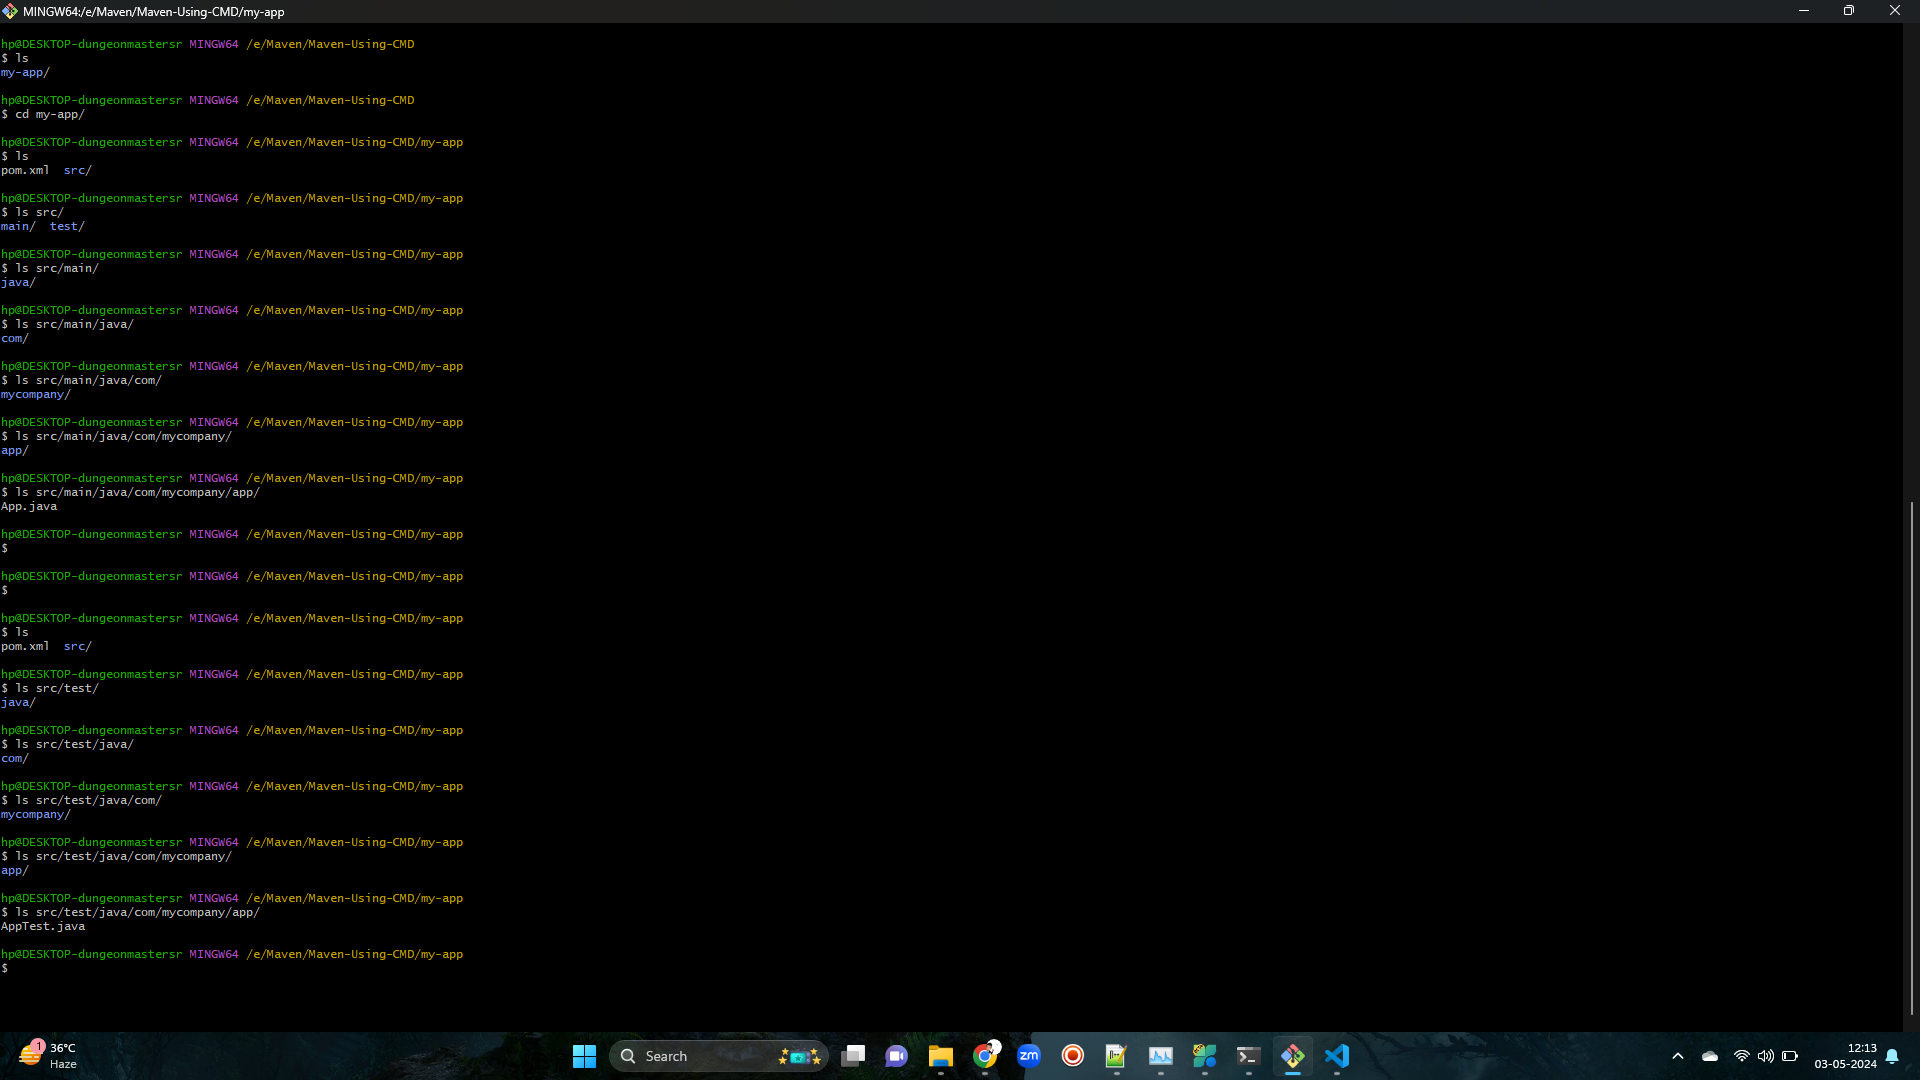 MINGW64:/e/Maven/Maven-Using-CMD/my-app
hp@DESKTOP-dungeonmastersr MINGW64 /e/Maven/Maven-Using-CMD
$ ls
my-app/
hp@DESKTOP-dungeonmastersr MINGW64 /e/Maven/Maven-Using-CMD
$ cd my-app/
hp@DESKTOP-dungeonmastersr MINGW64 /e/Maven/Maven-Using-CMD/my-app
$ ls
pom.xml  src/
hp@DESKTOP-dungeonmastersr MINGW64 /e/Maven/Maven-Using-CMD/my-app
$ ls src/
main/  test/
hp@DESKTOP-dungeonmastersr MINGW64 /e/Maven/Maven-Using-CMD/my-app
$ ls src/main/
java/
hp@DESKTOP-dungeonmastersr MINGW64 /e/Maven/Maven-Using-CMD/my-app
$ ls src/main/java/
com/
hp@DESKTOP-dungeonmastersr MINGW64 /e/Maven/Maven-Using-CMD/my-app
$ ls src/main/java/com/
mycompany/
hp@DESKTOP-dungeonmastersr MINGW64 /e/Maven/Maven-Using-CMD/my-app
$ ls src/main/java/com/mycompany/
app/
hp@DESKTOP-dungeonmastersr MINGW64 /e/Maven/Maven-Using-CMD/my-app
$ ls src/main/java/com/mycompany/app/
App.java
hp@DESKTOP-dungeonmastersr MINGW64 /e/Maven/Maven-Using-CMD/my-app
$
hp@DESKTOP-dungeonmastersr MINGW64 /e/Maven/Maven-Using-CMD/my-app
$
hp@DESKTOP-dungeonmastersr MINGW64 /e/Maven/Maven-Using-CMD/my-app
$ ls
pom.xml  src/
hp@DESKTOP-dungeonmastersr MINGW64 /e/Maven/Maven-Using-CMD/my-app
$ ls src/test/
java/
hp@DESKTOP-dungeonmastersr MINGW64 /e/Maven/Maven-Using-CMD/my-app
$ ls src/test/java/
com/
hp@DESKTOP-dungeonmastersr MINGW64 /e/Maven/Maven-Using-CMD/my-app
$ ls src/test/java/com/
mycompany/
hp@DESKTOP-dungeonmastersr MINGW64 /e/Maven/Maven-Using-CMD/my-app
$ ls src/test/java/com/mycompany/
app/
hp@DESKTOP-dungeonmastersr MINGW64 /e/Maven/Maven-Using-CMD/my-app
$ ls src/test/java/com/mycompany/app/
AppTest.java
hp@DESKTOP-dungeonmastersr MINGW64 /e/Maven/Maven-Using-CMD/my-app
$
1
36°C
Haze
Search
zm
12:13
03-05-2024